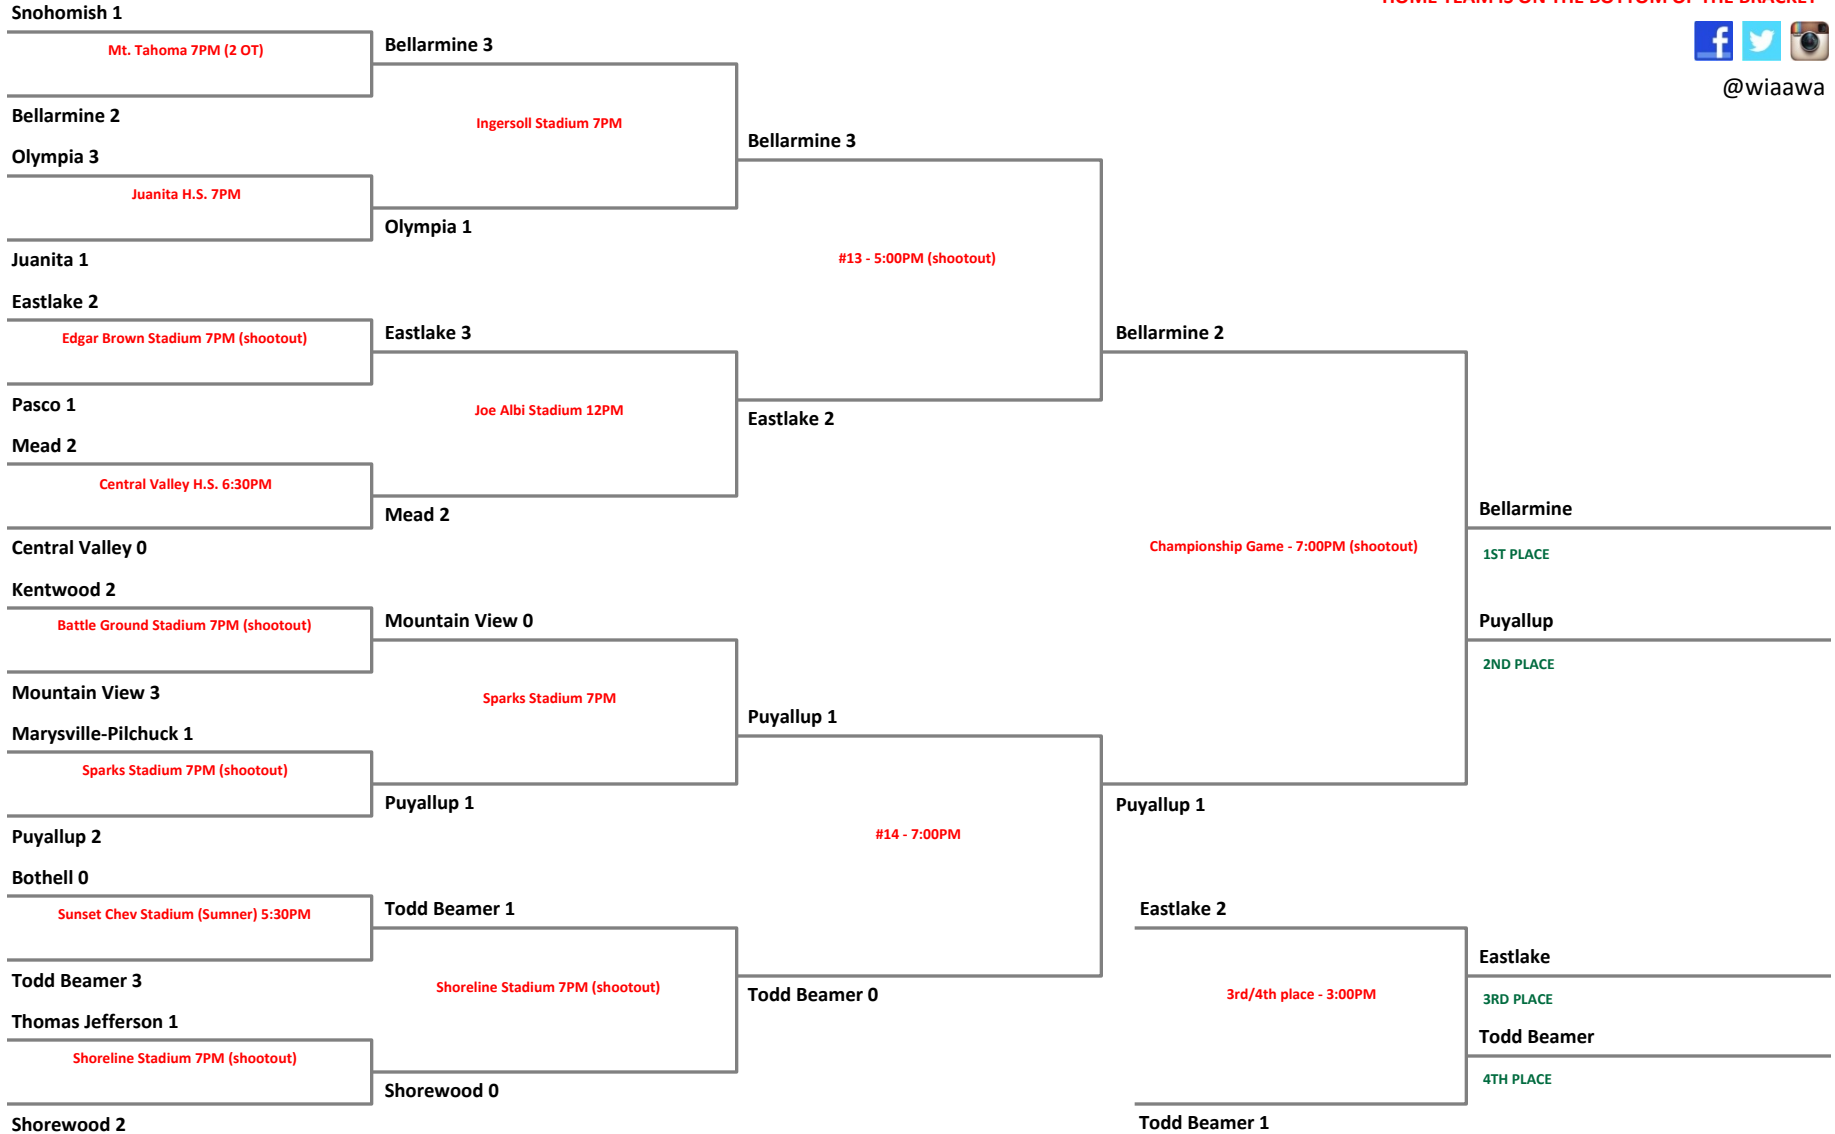 HOME TEAM IS ON THE BOTTOM OF THE BRACKET
@wiaawa
Snohomish 1
Mt. Tahoma 7PM (2 OT)
Bellarmine 2
Olympia 3
Juanita H.S. 7PM
Juanita 1
Eastlake 2
Edgar Brown Stadium 7PM (shootout)
Pasco 1
Mead 2
Central Valley H.S. 6:30PM
Central Valley 0
Kentwood 2
Battle Ground Stadium 7PM (shootout)
Mountain View 3
Marysville-Pilchuck 1
Sparks Stadium 7PM (shootout)
Puyallup 2
Bothell 0
Sunset Chev Stadium (Sumner) 5:30PM
Todd Beamer 3
Thomas Jefferson 1
Shoreline Stadium 7PM (shootout)
Shorewood 2
Bellarmine 3
Ingersoll Stadium 7PM
Olympia 1
Eastlake 3
Joe Albi Stadium 12PM
Mead 2
Mountain View 0
Sparks Stadium 7PM
Puyallup 1
Todd Beamer 1
Shoreline Stadium 7PM (shootout)
Shorewood 0
Bellarmine 3
#13 - 5:00PM (shootout)
Eastlake 2
Puyallup 1
#14 - 7:00PM
Todd Beamer 0
Bellarmine 2
Championship Game - 7:00PM (shootout)
Puyallup 1
Eastlake 2
3rd/4th place - 3:00PM
Todd Beamer 1
Bellarmine
1ST PLACE
Puyallup
2ND PLACE
Eastlake
3RD PLACE
Todd Beamer
4TH PLACE